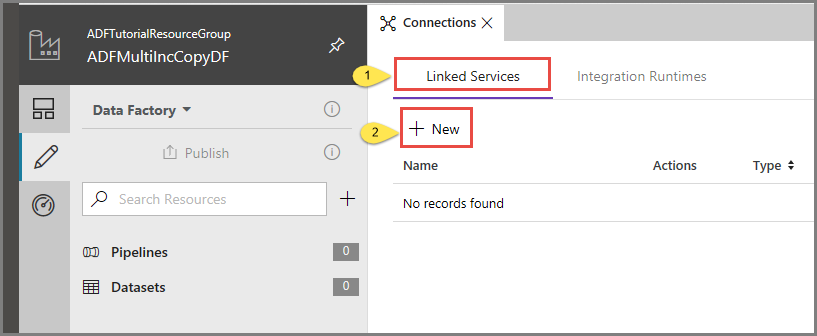 ADFTutorialResourceGroup
ADFMultiIncCopyDF
Data Factory
Publish
Search Resources
Pipelines 0
Datasets 0
Connections
1
Linked Services Integration Runtimes
2
New
Name Actions Type
No records found